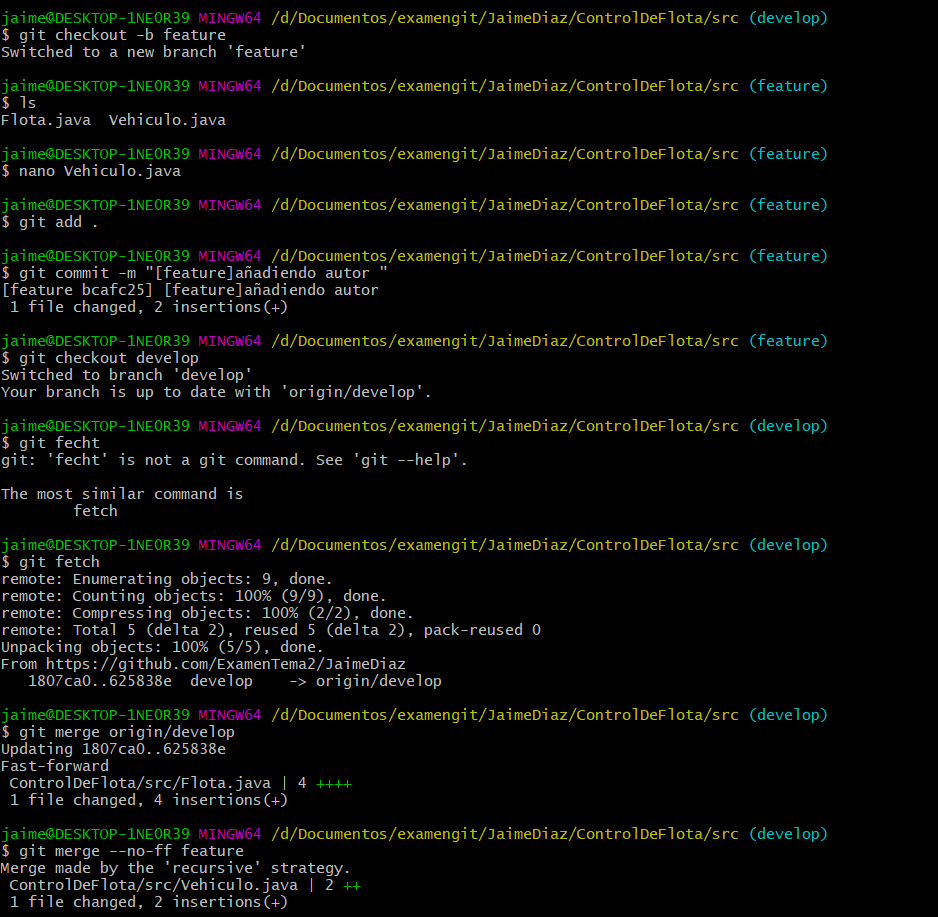 jaime@DESKTOP-1NE0R39 MINGW64 /d/Documentos/examengit/JaimeDiaz/ControlDeFlota/src (develop)
$ git checkout -b feature
Switched to a new branch 'feature'

jaime@DESKTOP-1NE0R39 MINGW64 /d/Documentos/examengit/JaimeDiaz/ControlDeFlota/src (feature)
$ ls
Flota.java  Vehiculo.java

jaime@DESKTOP-1NE0R39 MINGW64 /d/Documentos/examengit/JaimeDiaz/ControlDeFlota/src (feature)
$ nano Vehiculo.java

jaime@DESKTOP-1NE0R39 MINGW64 /d/Documentos/examengit/JaimeDiaz/ControlDeFlota/src (feature)
$ git add .

jaime@DESKTOP-1NE0R39 MINGW64 /d/Documentos/examengit/JaimeDiaz/ControlDeFlota/src (feature)
$ git commit -m "[feature]añadiendo autor "
[feature bcafc25] [feature]añadiendo autor
 1 file changed, 2 insertions(+)

jaime@DESKTOP-1NE0R39 MINGW64 /d/Documentos/examengit/JaimeDiaz/ControlDeFlota/src (feature)
$ git checkout develop
Switched to branch 'develop'
Your branch is up to date with 'origin/develop'.

jaime@DESKTOP-1NE0R39 MINGW64 /d/Documentos/examengit/JaimeDiaz/ControlDeFlota/src (develop)
$ git fecht
git: 'fecht' is not a git command. See 'git --help'.

The most similar command is
        fetch

jaime@DESKTOP-1NE0R39 MINGW64 /d/Documentos/examengit/JaimeDiaz/ControlDeFlota/src (develop)
$ git fetch
remote: Enumerating objects: 9, done.
remote: Counting objects: 100% (9/9), done.
remote: Compressing objects: 100% (2/2), done.
remote: Total 5 (delta 2), reused 5 (delta 2), pack-reused 0
Unpacking objects: 100% (5/5), done.
From https://github.com/ExamenTema2/JaimeDiaz
   1807ca0..625838e  develop    -> origin/develop

jaime@DESKTOP-1NE0R39 MINGW64 /d/Documentos/examengit/JaimeDiaz/ControlDeFlota/src (develop)
$ git merge origin/develop
Updating 1807ca0..625838e
Fast-forward
 ControlDeFlota/src/Flota.java | 4 ++++
 1 file changed, 4 insertions(+)

jaime@DESKTOP-1NE0R39 MINGW64 /d/Documentos/examengit/JaimeDiaz/ControlDeFlota/src (develop)
$ git merge --no-ff feature
Merge made by the 'recursive' strategy.
 ControlDeFlota/src/Vehiculo.java | 2 ++
 1 file changed, 2 insertions(+)